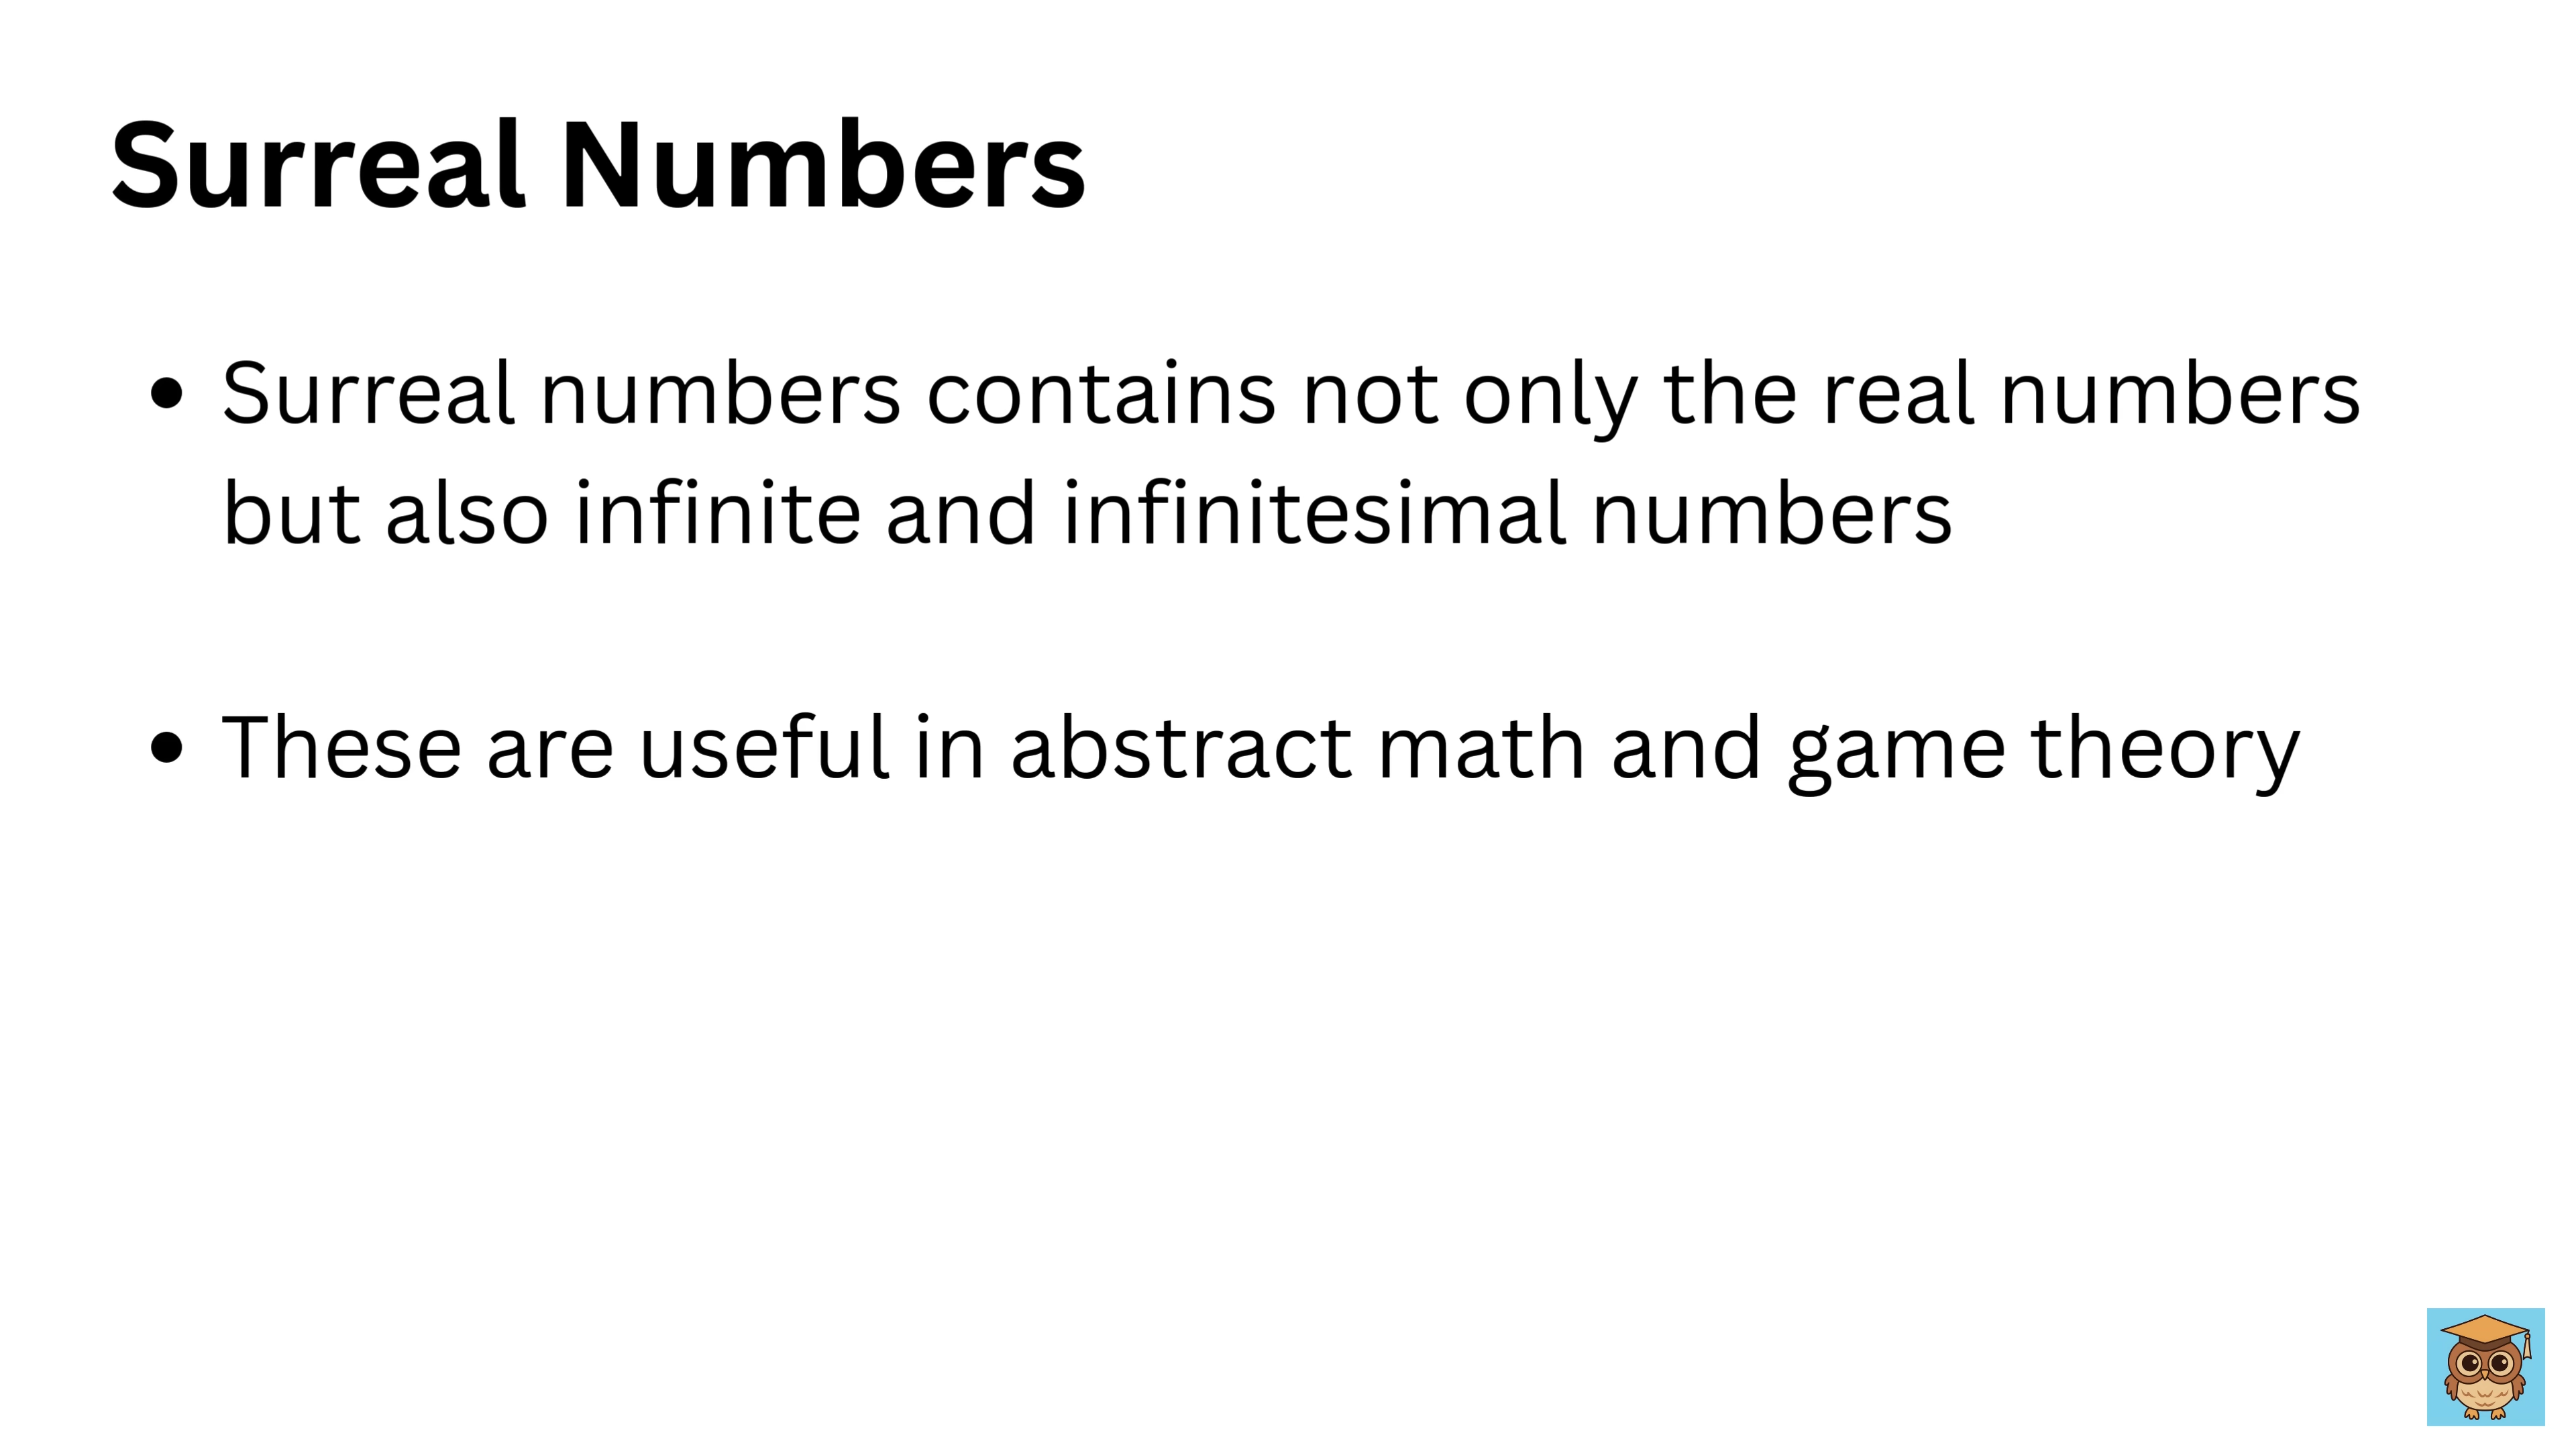 Surreal Numbers
• Surreal numbers contains not only the real numbers
but also infinite and infinitesimal numbers
• These are useful in abstract math and game theory